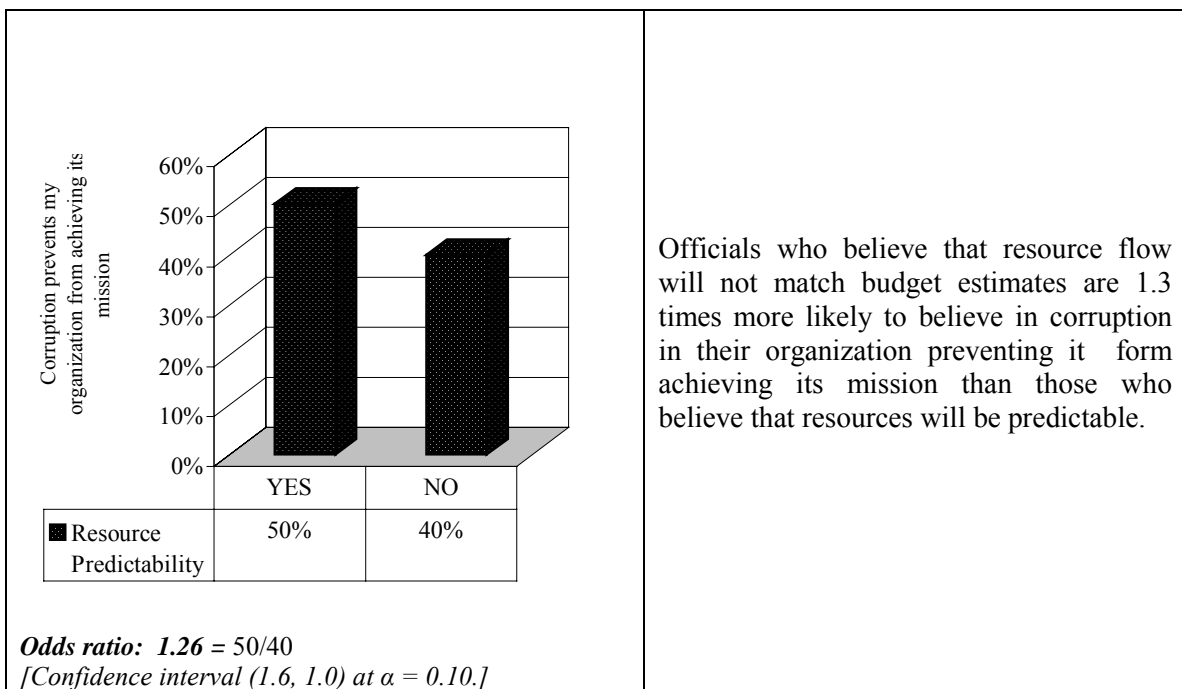 Corruption prevents my
organization from achieving its
mission
60%
50%
40%
30%
20%
10%
0%
YES NO
Resource Predictability 50% 40%
Odds ratio: 1.26 = 50/40
[Confidence interval (1.6, 1.0) at α = 0.10.]
Officials who believe that resource flow
will not match budget estimates are 1.3
times more likely to believe in corruption
in their organization preventing it form
achieving its mission than those who
believe that resources will be predictable.